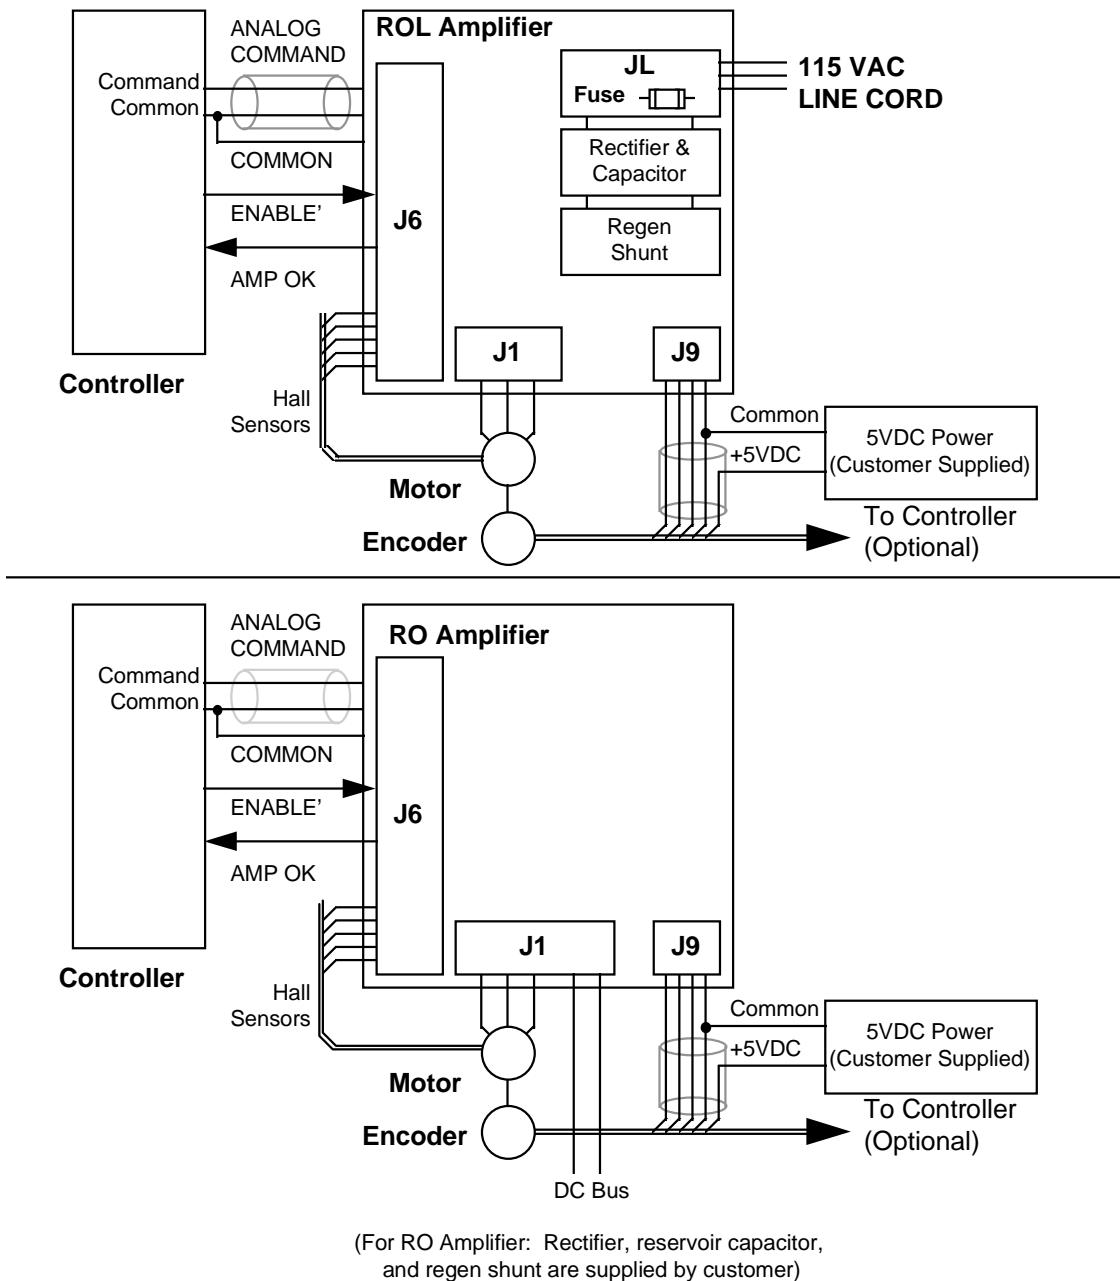 ANALOG
COMMAND
ROL Amplifier
JL
Fuse
115 VAC
LINE CORD
Command
Common
COMMON
Rectifier &
Capacitor
ENABLE’
J6
Regen
Shunt
AMP OK
J1
J9
Controller
Hall
Sensors
Common
+5VDC
5VDC Power
(Customer Supplied)
Motor
Encoder
To Controller
(Optional)
ANALOG
COMMAND
RO Amplifier
Command
Common
COMMON
ENABLE’
J6
AMP OK
J1
J9
Controller
Hall
Sensors
Common
+5VDC
5VDC Power
(Customer Supplied)
Motor
Encoder
To Controller
(Optional)
DC Bus
(For RO Amplifier: Rectifier, reservoir capacitor,
and regen shunt are supplied by customer)